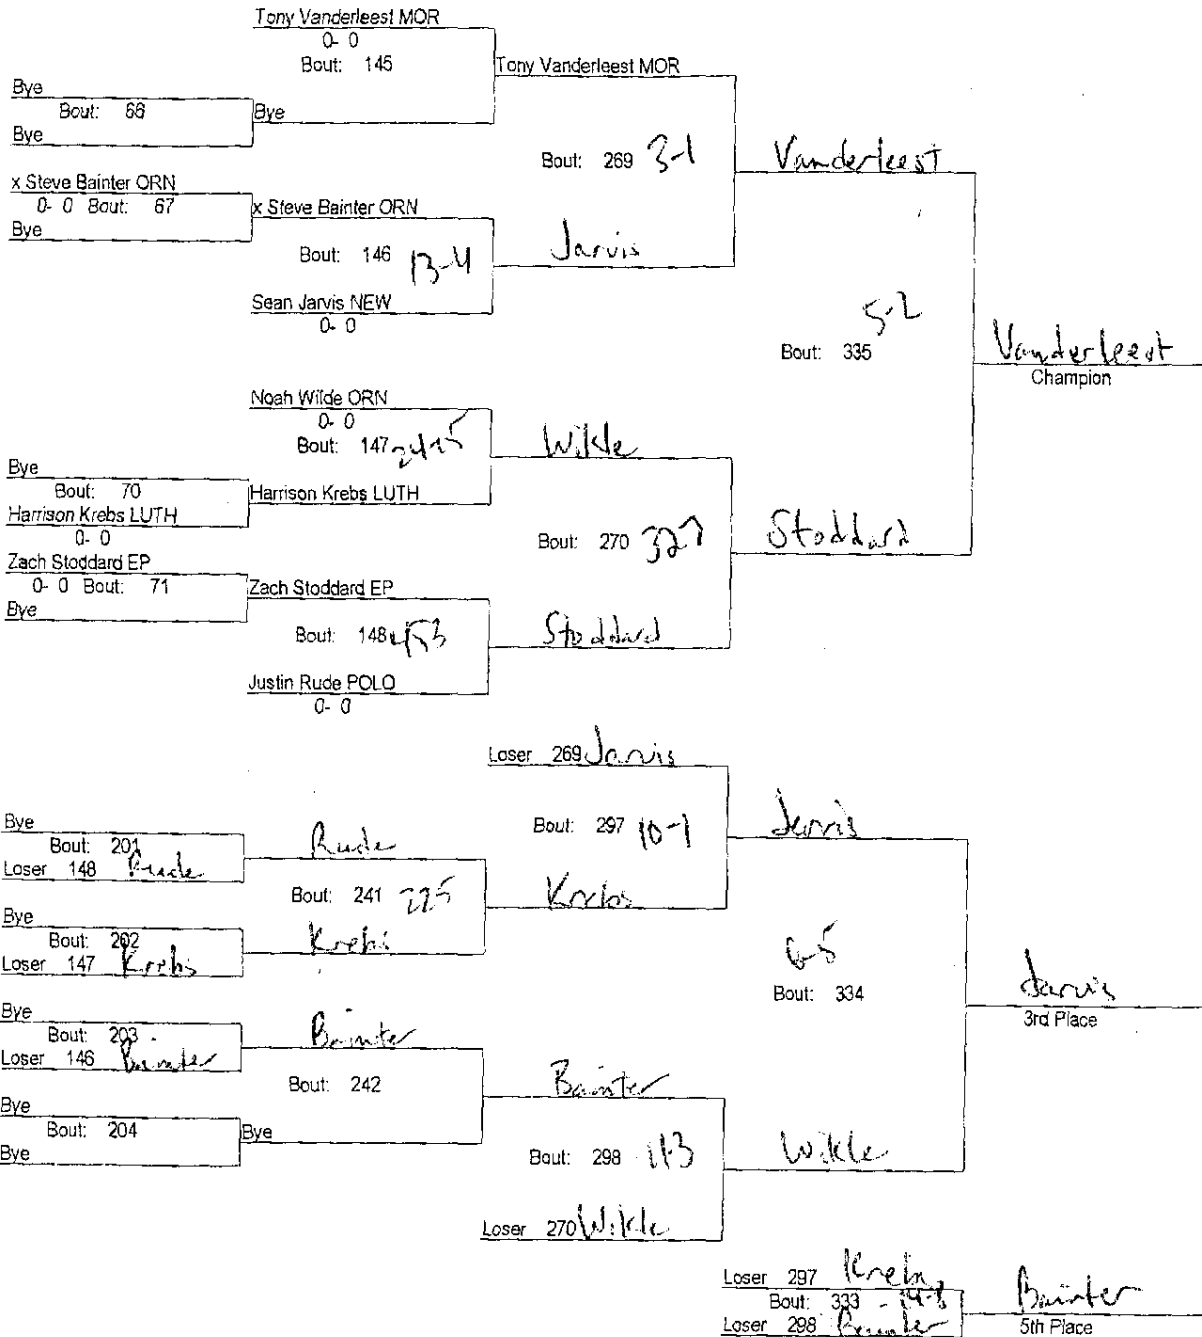 Tony Vanderleest MOR
0- 0
Bout: 145
Tony Vanderleest MOR
Bye
Bout: 66
Bye
Bye
Bout: 269 3-1
Vanderleest
x Steve Bainter ORN
0- 0 Bout: 67
x Steve Bainter ORN
Bye
Bout: 146 13-4
Jarvis
Sean Jarvis NEW
0- 0
5-2
Bout: 335
Vanderleest
Champion
Noah Wilde ORN
0- 0
Bout: 147
Wikle
Bye
Bout: 70
Harrison Krebs LUTH
Harrison Krebs LUTH
0- 0
Bout: 270
Stoddard
Zach Stoddard EP
0- 0 Bout: 71
Zach Stoddard EP
Bye
Bout: 148
Stoddard
Justin Rude POLO
0- 0
Loser 269 Jarvis
Bout: 297 10-1
Jarvis
Bye
Bout: 201
Rude
Loser 148 Rude
Bout: 241
Krebs
Bye
Bout: 202
Krebs
Loser 147 Krebs
6-5
Bout: 334
Jarvis
3rd Place
Bye
Bout: 203
Bainter
Loser 146 Bainter
Bout: 242
Bainter
Bye
Bout: 204
Bye
Bye
Bout: 298
Wikle
Loser 270 Wikle
Loser 297 Krebs
Bout: 333
Bainter
Loser 298 Bainter
5th Place